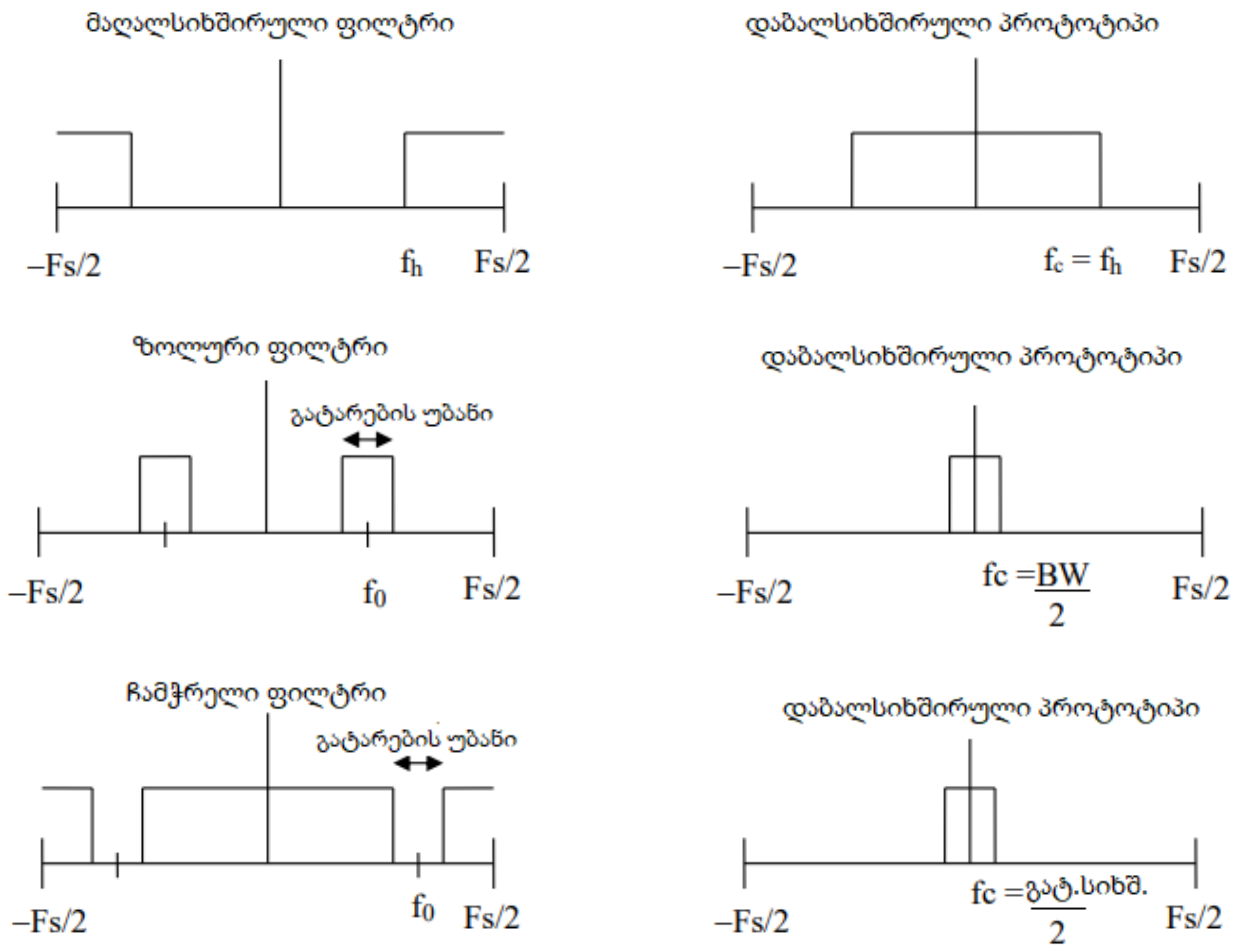 მაღალსიხშირული ფილტრი
დაბალსიხშირული პროტოტიპი
–Fs/2
fh
Fs/2
–Fs/2
fc = fh
Fs/2
ზოლური ფილტრი
დაბალსიხშირული პროტოტიპი
გატარების უბანი
–Fs/2
f0
Fs/2
–Fs/2
fc =BW
2
Fs/2
ჩამჭრელი ფილტრი
დაბალსიხშირული პროტოტიპი
გატარების უბანი
–Fs/2
f0
Fs/2
–Fs/2
fc =გატ.სიხშ.
2
Fs/2